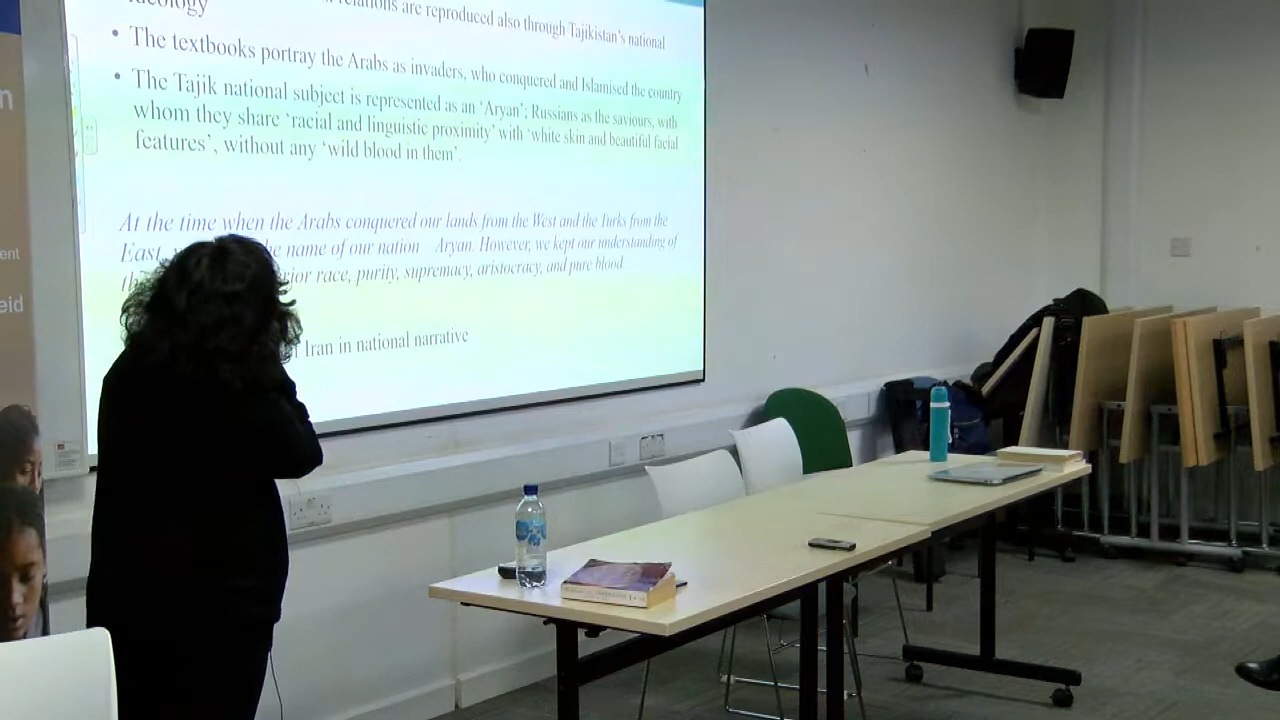 ideology
relations are reproduced also through Tajikistan's national
• The textbooks portray the Arabs as invaders, who conquered and Islamised the country
• The Tajik national subject is represented as an 'Aryan'; Russians as the saviours, with
whom they share 'racial and linguistic proximity' with 'white skin and beautiful facial
features', without any 'wild blood in them'.
At the time when the Arabs conquered our lands from the West and the Turks from the
East, name of our nation Aryan. However, we kept our understanding of
race, purity, supremacy, aristocracy, and pure blood
Iran in national narrative